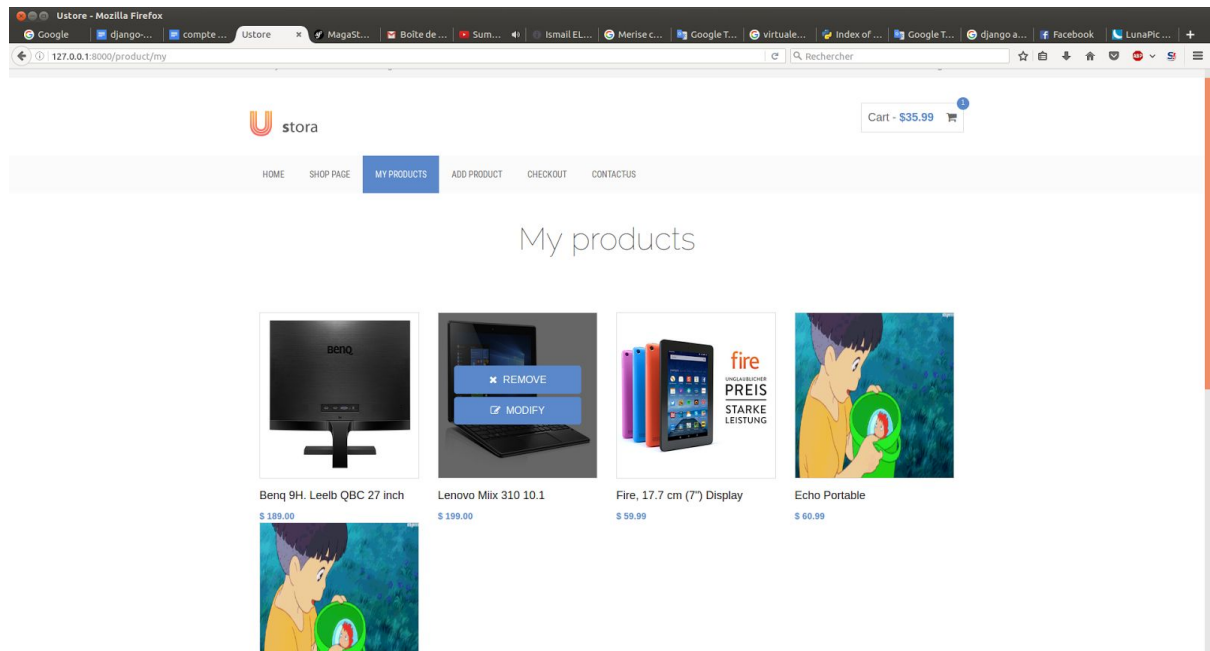 Ustore - Mozilla Firefox
Google django-... compte ... Ustore × MagaSt... Boîte de ... Sum... Ismail EL... Merise c... Google T... virtuale... Index of ... Google T... django a... Facebook LunaPic ... +
127.0.0.1:8000/product/my Rechercher
Ustora
Cart - $35.99 1
HOME SHOP PAGE MY PRODUCTS ADD PRODUCT CHECKOUT CONTACT-US
My products
BenQ
REMOVE
MODIFY
fire
UNGLAUBLICHER
PREIS
STARKE
LEISTUNG
Benq 9H. Leelb QBC 27 inch Lenovo Miix 310 10.1 Fire, 17.7 cm (7") Display Echo Portable
$ 189.00 $ 199.00 $ 59.99 $ 60.99